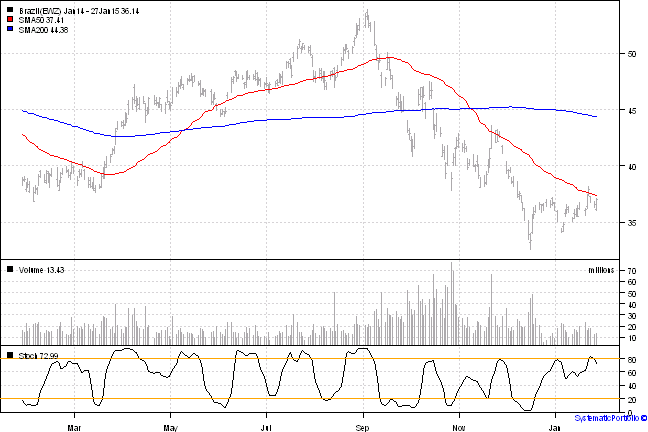 Brazil(EWZ) Jan14 - 27Jan15 36.14
SMA50 37.41
SMA200 44.38
50
45
40
35
Volume 13.43
millions
70
60
50
40
30
20
10
Stoch 72.99
80
60
40
20
0
Mar May Jul Sep Nov Jan
SystematicPortfolio ©